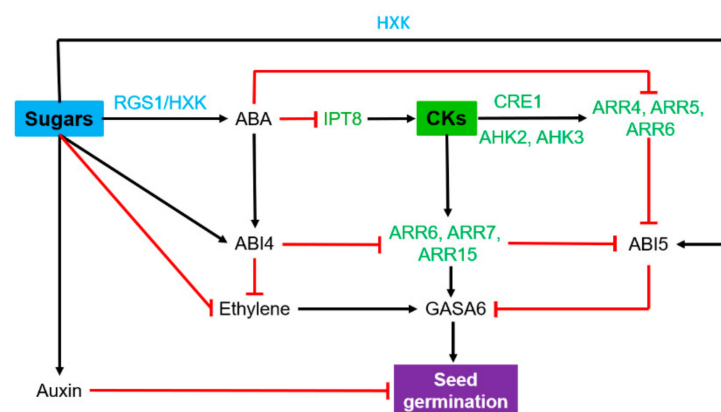 HXK
RGS1/HXK
CRE1
Sugars
ABA
IPT8
CKs
ARR4, ARR5,
ARR6
AHK2, AHK3
ABI4
ARR6, ARR7,
ARR15
ABI5
Ethylene
GASA6
Auxin
Seed
germination